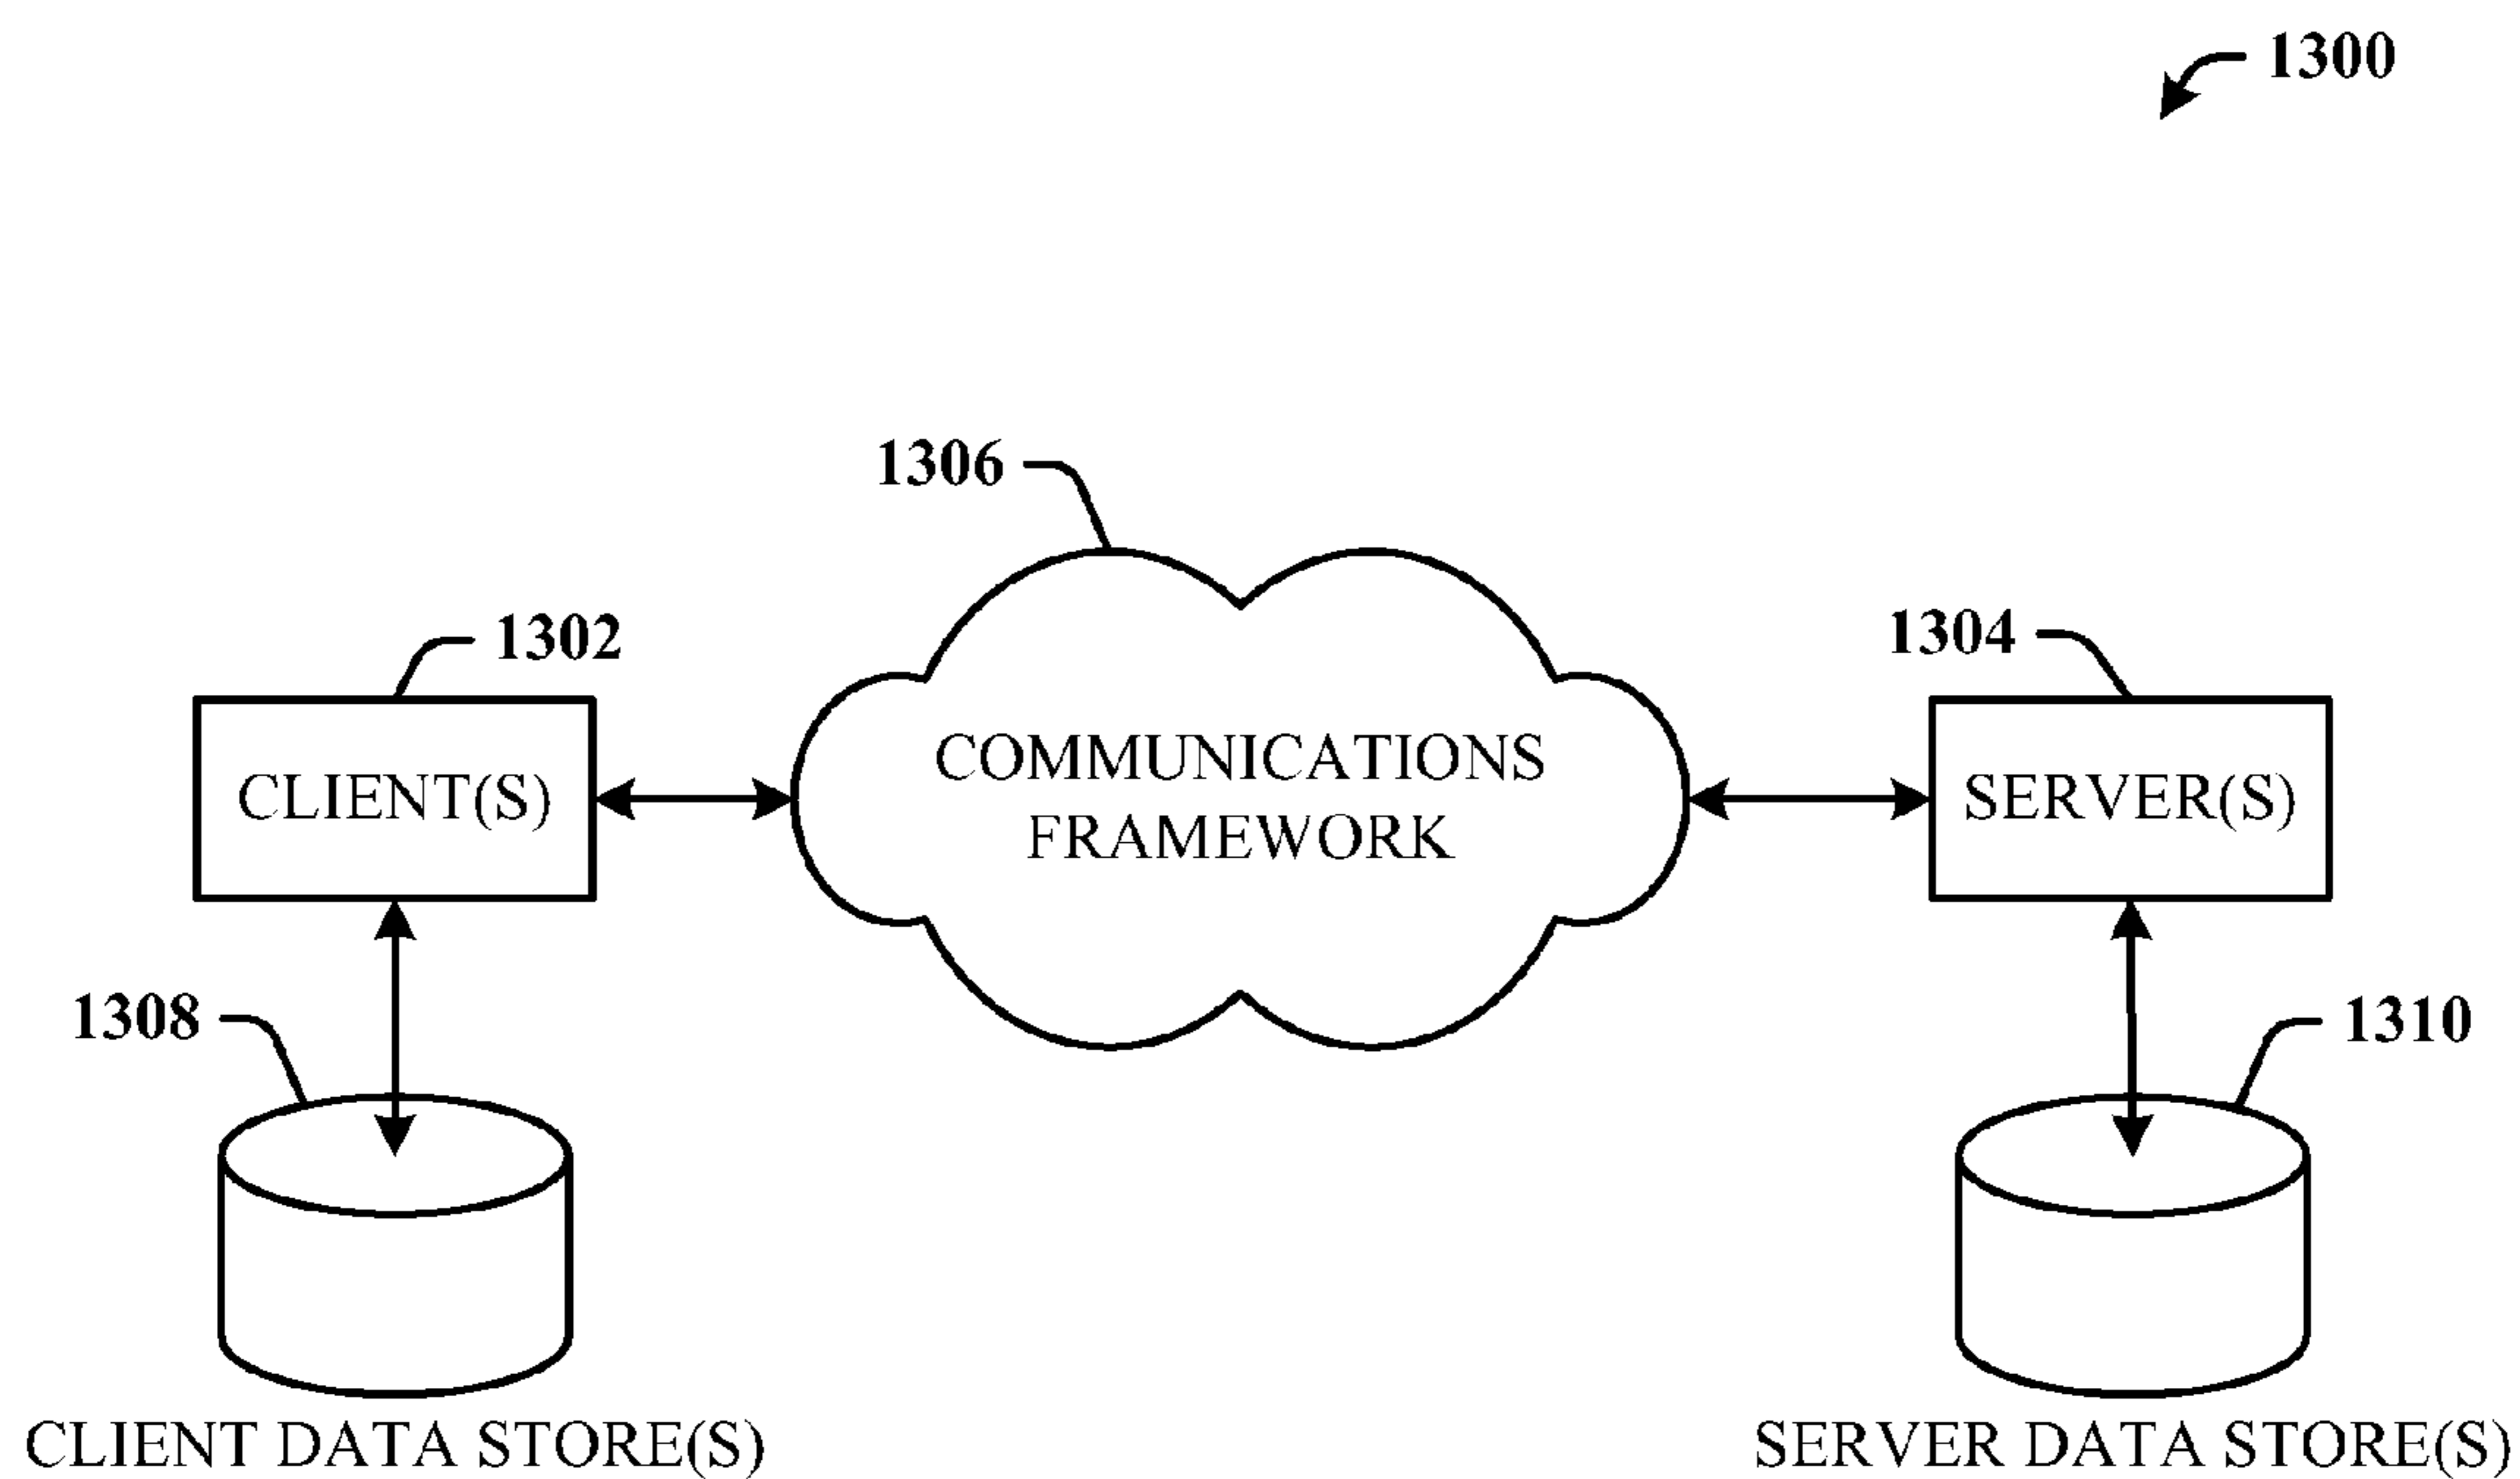 1300
1306
1302
1304
CLIENT(S)
COMMUNICATIONS
FRAMEWORK
SERVER(S)
1308
1310
CLIENT DATA STORE(S)
SERVER DATA STORE(S)